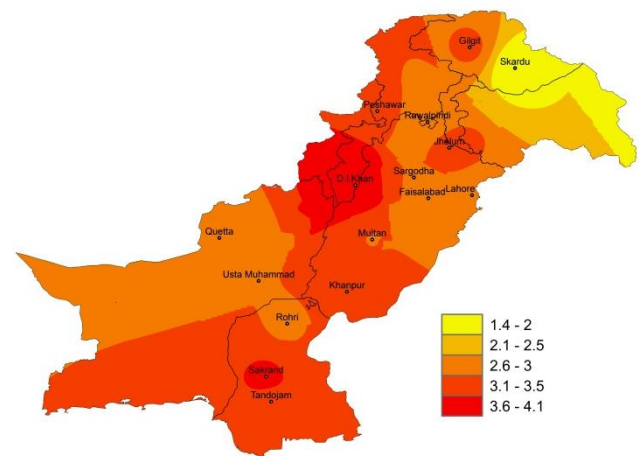 Gilgit
Skardu
Peshawar
Rawalpindi
Jhelum
D.I.Khan
Sargodha
Faisalabad
Lahore
Quetta
Multan
Usta Muhammad
Khanpur
Rohri
Sakrand
Tandojam
1.4 - 2
2.1 - 2.5
2.6 - 3
3.1 - 3.5
3.6 - 4.1